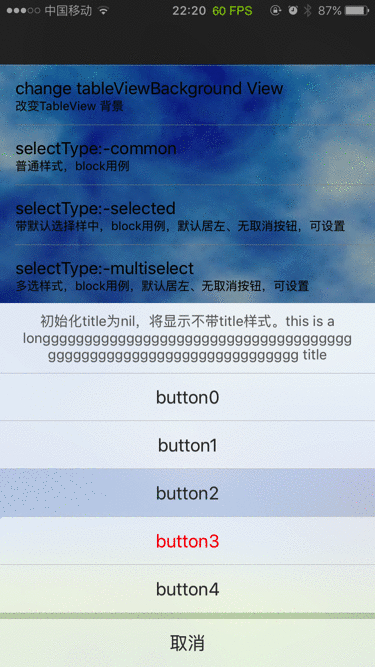 中国移动 22:20 60 FPS 87%
change tableViewBackground View
改变TableView 背景
selectType:-common
普通样式，block用例
selectType:-selected
带默认选择样中，block用例，默认居左、无取消按钮，可设置
selectType:-multiselect
多选样式，block用例，默认居左、无取消按钮，可设置
初始化title为nil，将显示不带title样式。this is a
longggggggggggggggggggggggggggggggggggggg
gggggggggggggggggggggggggggggg title
button0
button1
button2
button3
button4
取消